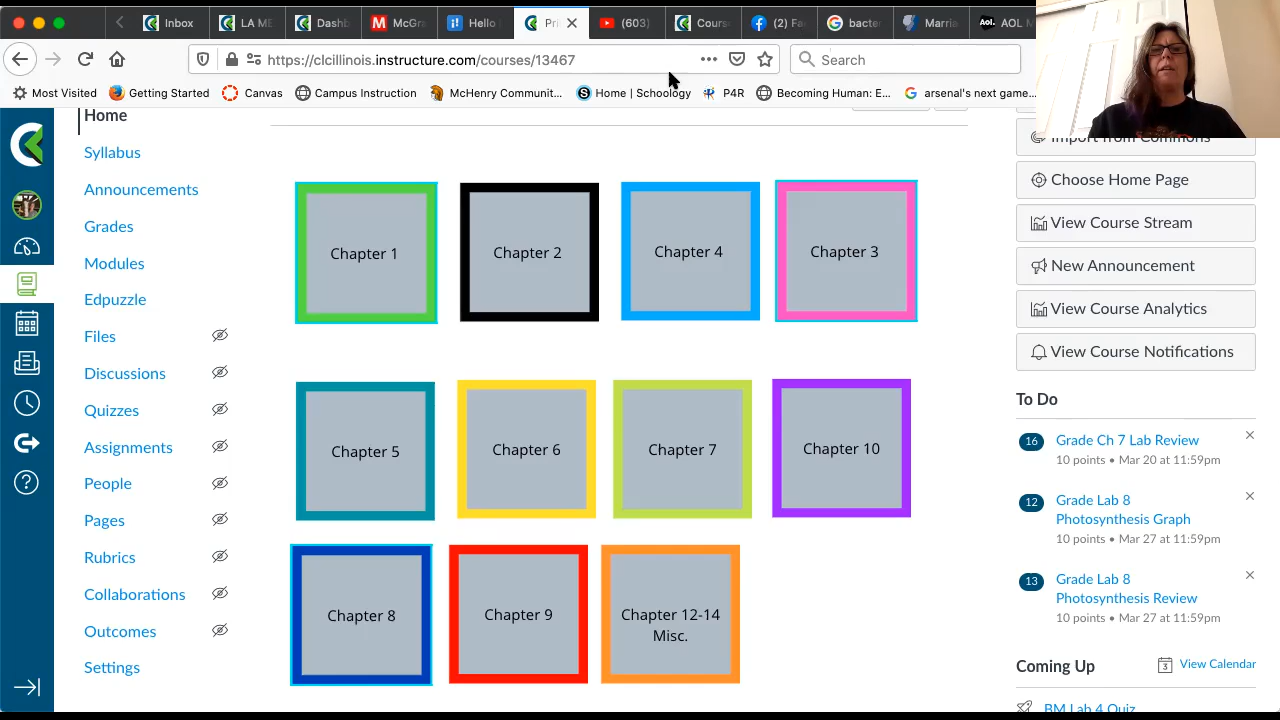 Inbox
LA ME
Dashb
McGra
Hello
Pri
(603)
Cours
(2) Fac
bacter
Marria
AOL M
https://clcillinois.instructure.com/courses/13467
Search
Most Visited
Getting Started
Canvas
Campus Instruction
McHenry Communit...
Home | Schoology
P4R
Becoming Human: E...
arsenal's next game...
Home
Syllabus
Announcements
Grades
Modules
Edpuzzle
Files
Discussions
Quizzes
Assignments
People
Pages
Rubrics
Collaborations
Outcomes
Settings
Chapter 1
Chapter 2
Chapter 4
Chapter 3
Chapter 5
Chapter 6
Chapter 7
Chapter 10
Chapter 8
Chapter 9
Chapter 12-14
Misc.
Import from Commons
Choose Home Page
View Course Stream
New Announcement
View Course Analytics
View Course Notifications
To Do
16
Grade Ch 7 Lab Review
10 points • Mar 20 at 11:59pm
12
Grade Lab 8
Photosynthesis Graph
10 points • Mar 27 at 11:59pm
13
Grade Lab 8
Photosynthesis Review
10 points • Mar 27 at 11:59pm
Coming Up
3
View Calendar
BM Lab 4 Quiz